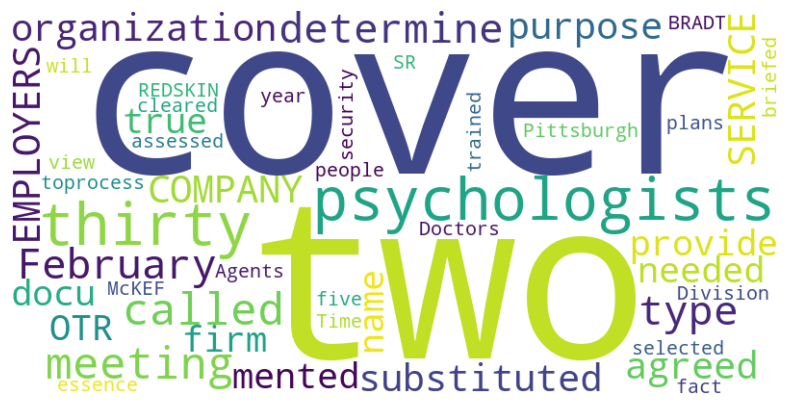 organization determine purpose BRADT
will cover SR SERVICE briefed
EMPLOYERS REDSKIN year security
cleared true trained Pittsburgh plans
assessed
view people
toprocess COMPANY psychologists
thirty two Doctors
February Agents provide
needed
docu McKEF five name Division
called type
OTR firm Time
meeting selected
mented substituted agreed
essence fact